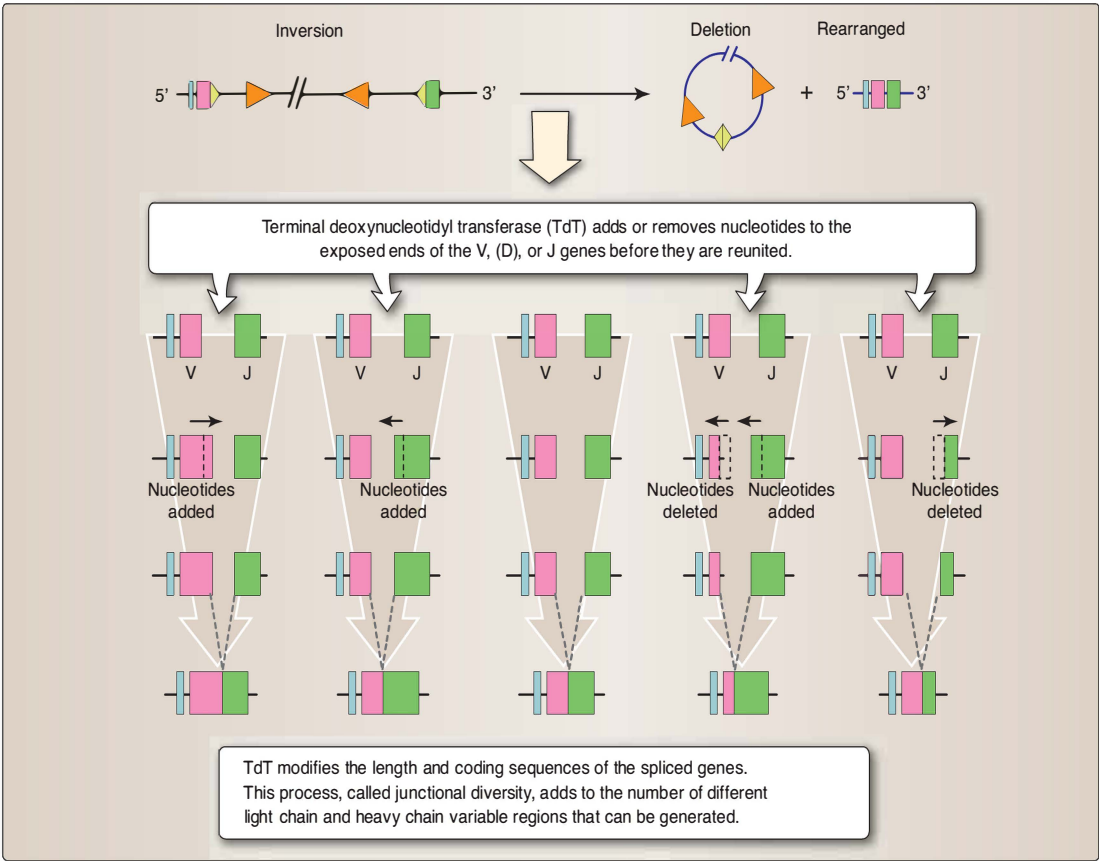 Inversion
Deletion
Rearranged
5’
3’
+
5’
3’
Terminal deoxynucleotidyl transferase (TdT) adds or removes nucleotides to the
exposed ends of the V, (D), or J genes before they are reunited.
V
J
V
J
V
J
V
J
V
J
Nucleotides
added
Nucleotides
added
Nucleotides
deleted
Nucleotides
added
Nucleotides
deleted
TdT modifies the length and coding sequences of the spliced genes.
This process, called junctional diversity, adds to the number of different
light chain and heavy chain variable regions that can be generated.